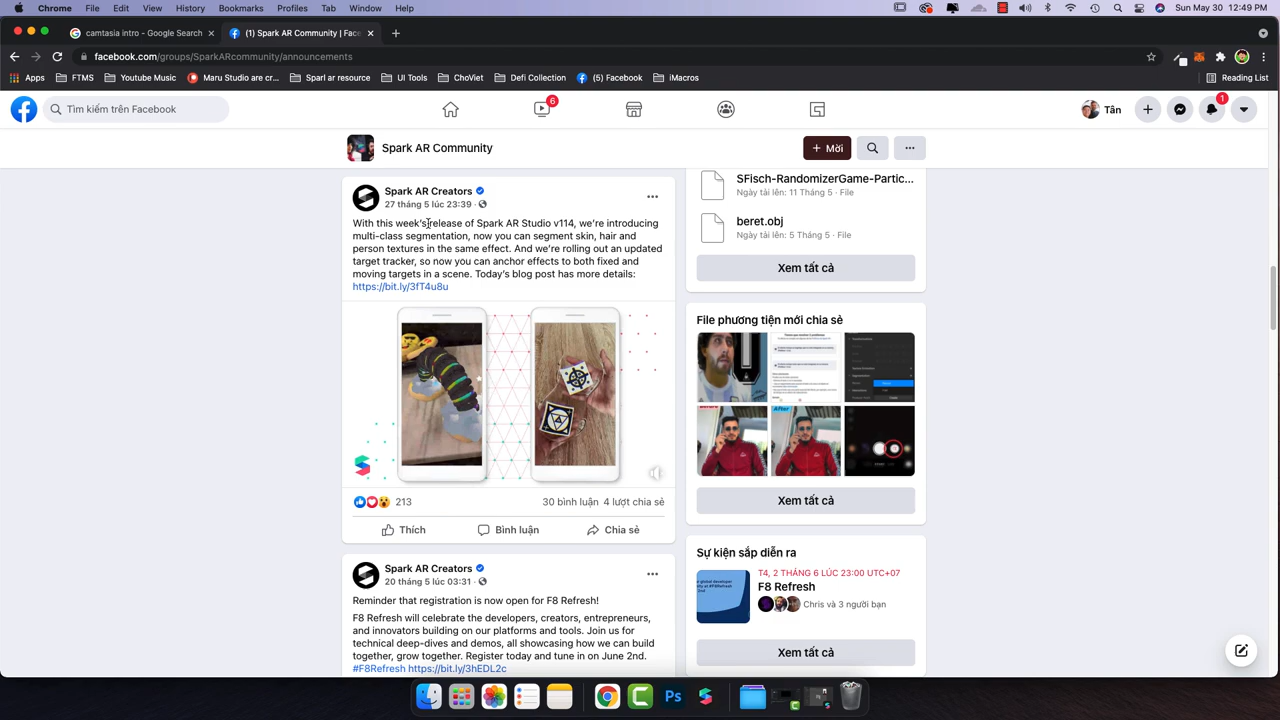 Chrome File Edit View History Bookmarks Profiles Tab Window Help Sun May 30 12:49 PM
camtasia intro - Google Search
(1) Spark AR Community | Face
facebook.com/groups/SparkARcommunity/announcements
Apps FTMS Youtube Music Maru Studio are cr... Sparl ar resource UI Tools ChoViet Defi Collection (5) Facebook iMacros Reading List
Tìm kiếm trên Facebook
6
Tân
1
Spark AR Community
+ Mời
Spark AR Creators
27 tháng 5 lúc 23:39 ·
With this week's release of Spark AR Studio v114, we're introducing
multi-class segmentation, now you can segment skin, hair and
person textures in the same effect. And we're rolling out an updated
target tracker, so now you can anchor effects to both fixed and
moving targets in a scene. Today's blog post has more details:
https://bit.ly/3fT4u8u
213
30 bình luận 4 lượt chia sẻ
Thích Bình luận Chia sẻ
Spark AR Creators
20 tháng 5 lúc 03:31 ·
Reminder that registration is now open for F8 Refresh!
F8 Refresh will celebrate the developers, creators, entrepreneurs,
and innovators building on our platforms and tools. Join us for
technical deep-dives and demos, all showcasing how we can build
together, grow together. Register today and tune in on June 2nd.
#F8Refresh https://bit.ly/3hEDL2c
SFisch-RandomizerGame-Partic...
Ngày tải lên: 11 Tháng 5 · File
beret.obj
Ngày tải lên: 5 Tháng 5 · File
Xem tất cả
File phương tiện mới chia sẻ
After
Xem tất cả
Sự kiện sắp diễn ra
T4, 2 THÁNG 6 LÚC 23:00 UTC+07
F8 Refresh
Chris và 3 người bạn
Xem tất cả
Ps